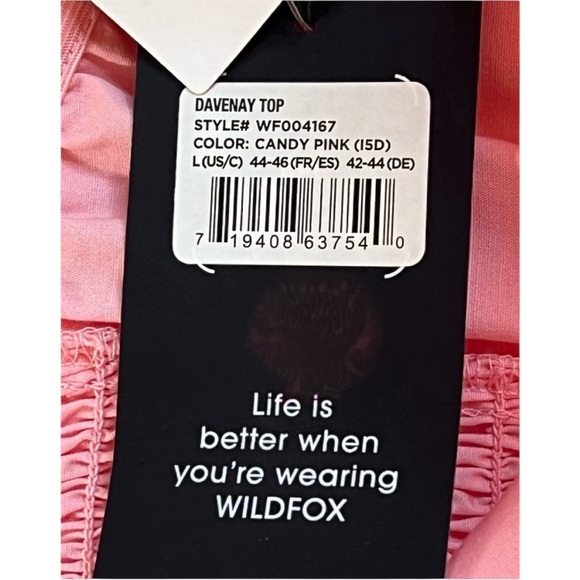 DAVENAY TOP
STYLE# WF004167
COLOR: CANDY PINK (15D)
L(US/C) 44-46(FR/ES) 42-44(DE)
7 19408 63754 0
Life is
better when
you're wearing
WILDFOX